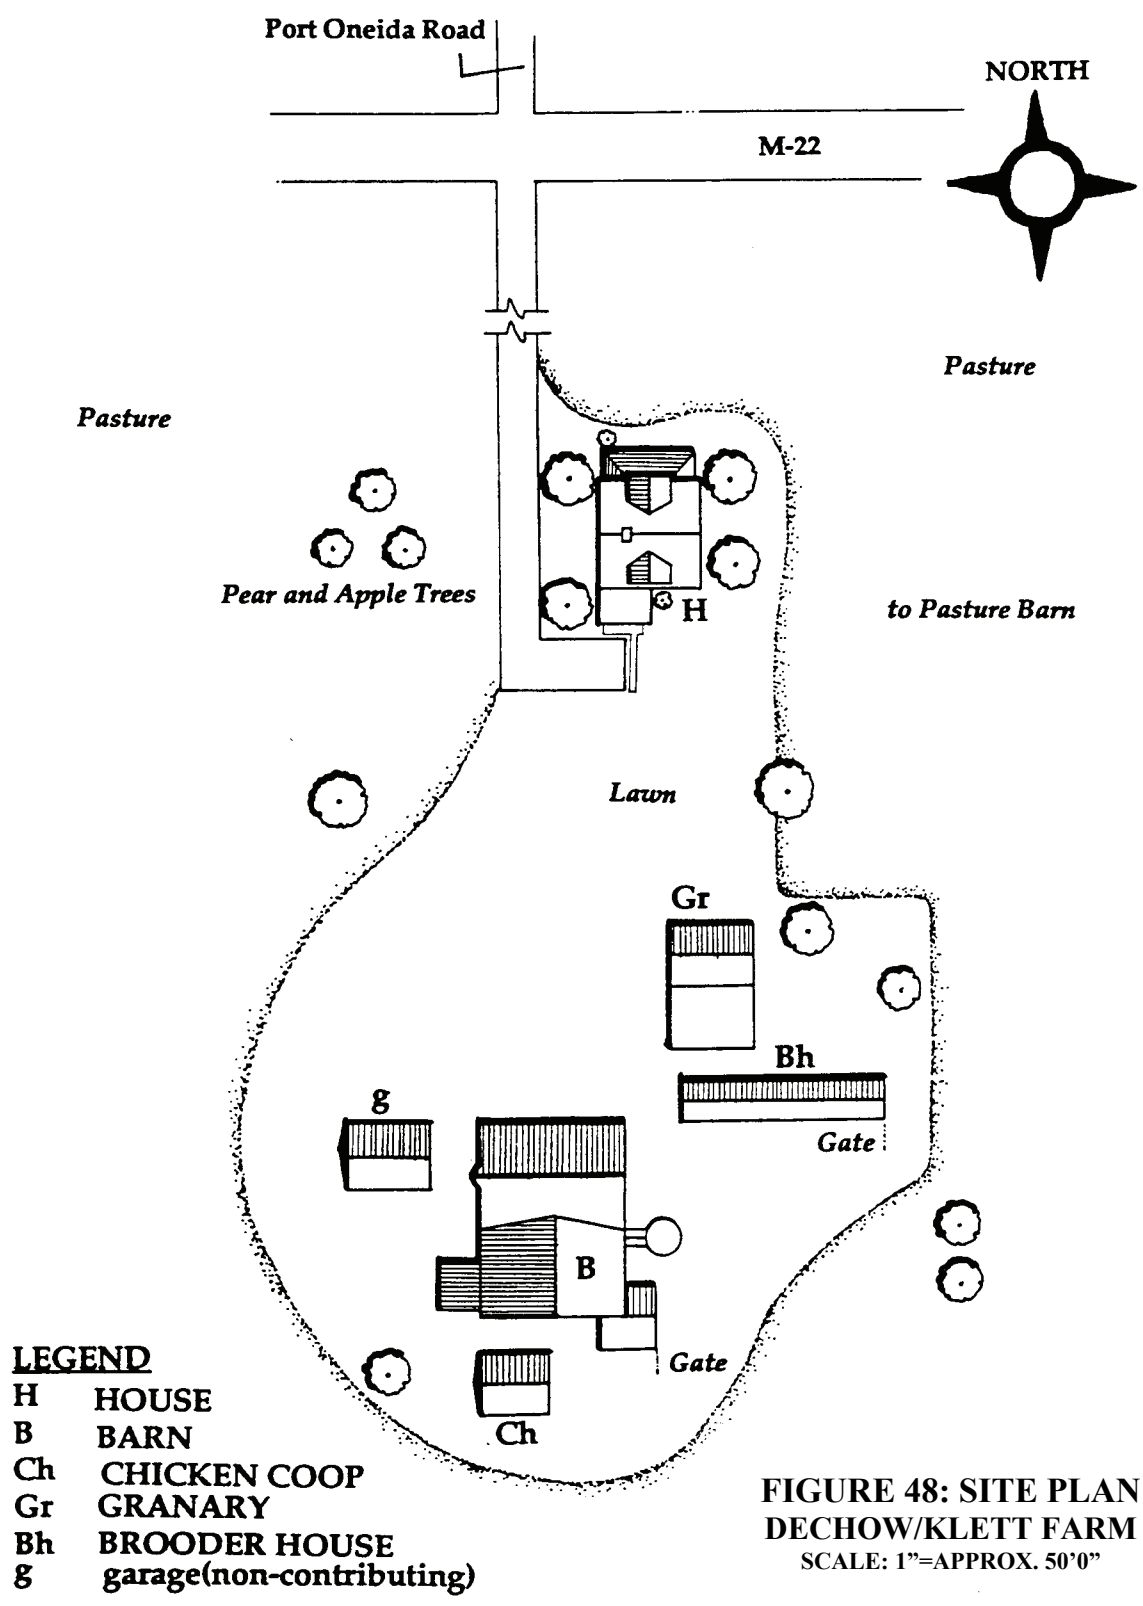 Port Oneida Road
NORTH
M-22
Pasture
Pasture
Pear and Apple Trees
H
to Pasture Barn
Lawn
Gr
Bh
g
Gate
B
Gate
Ch
LEGEND
H HOUSE
B BARN
Ch CHICKEN COOP
Gr GRANARY
Bh BROODER HOUSE
g garage(non-contributing)
FIGURE 48: SITE PLAN
DECHOW/KLETT FARM
SCALE: 1”=APPROX. 50’0”